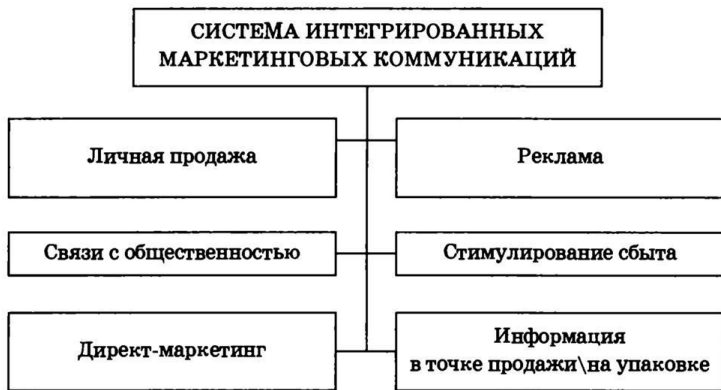 СИСТЕМА ИНТЕГРИРОВАННЫХ
МАРКЕТИНГОВЫХ КОММУНИКАЦИЙ
Личная продажа
Реклама
Связи с общественностью
Стимулирование сбыта
Директ-маркетинг
Информация
в точке продажи\на упаковке